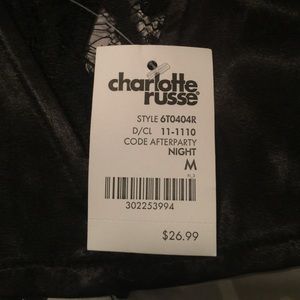 charlotte
russe
STYLE 6T0404R
D/CL 11-1110
CODE AFTERPARTY
NIGHT
M
302253994
$26.99